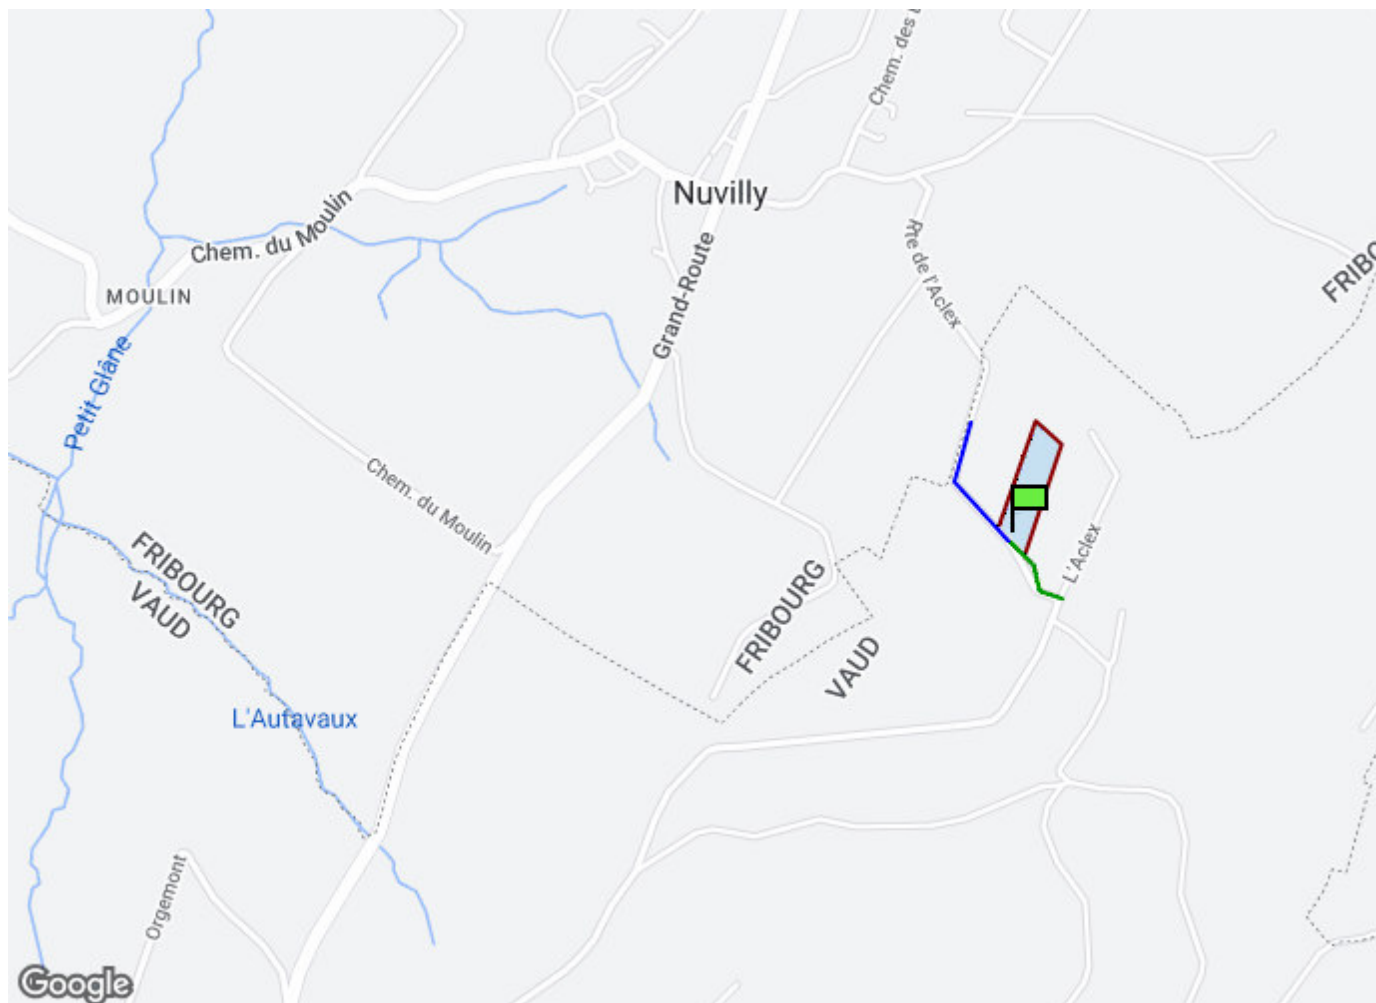 Chem. des
Nuvilly
Chem. du Moulin
Rte de l'Aclex
FRIBO
MOULIN
Grand-Route
Petit Glâne
Chem. du Moulin
L'Aclex
FRIBOURG
VAUD
FRIBOURG
VAUD
L'Autavaux
Orgemont
Google